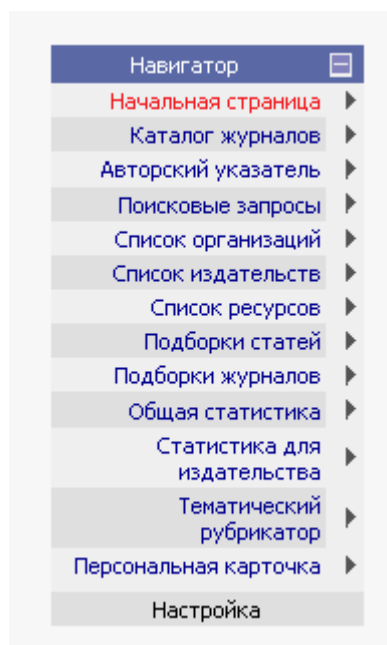 Навигатор
Начальная страница
Каталог журналов
Авторский указатель
Поисковые запросы
Список организаций
Список издательств
Список ресурсов
Подборки статей
Подборки журналов
Общая статистика
Статистика для
издательства
Тематический
рубрикатор
Персональная карточка
Настройка